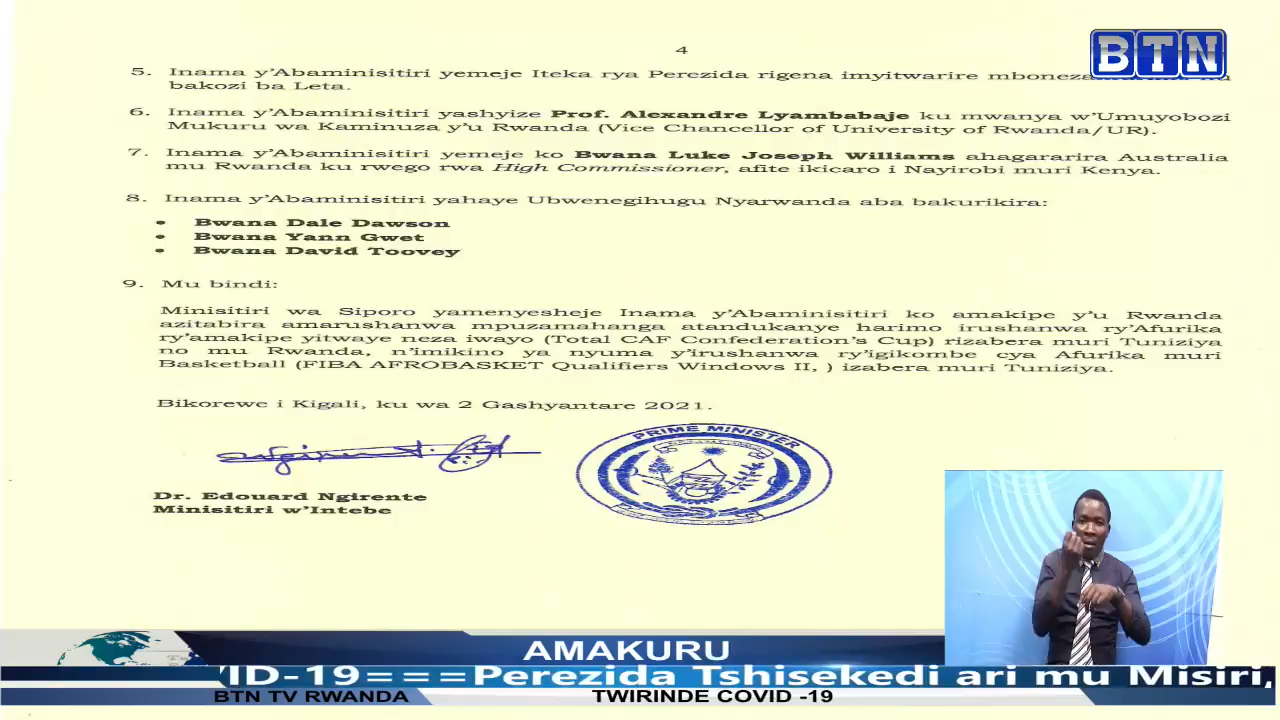 4
BTN
5. Inama y'Abaminisitiri yemeje Iteka rya Perezida rigena imyitwarire
bakozi ba Leta.
6. Inama y'Abaminisitiri yashyize Prof. Alexandre Lyambabaje ku mwanya w'Umuyobozi
Mukuru wa Kaminuza y'u Rwanda (Vice Chancellor of University of Rwanda/UR).
7. Inama y'Abaminisitiri yemeje ko Bwana Luke Joseph Williams ahagararira Australia
mu Rwanda ku rwego rwa High Commissioner, afite ikicaro i Nayirobi muri Kenya.
8. Inama y'Abaminisitiri yahaye Ubwenegihugu Nyarwanda aba bakurikira:
• Bwana Dale Dawson
• Bwana Yann Gwet
• Bwana David Toovey
9. Mu bindi:
Minisitiri wa Siporo yamenyesheje Inama y'Abaminisitiri ko amakipe y'u Rwanda
azitabira amarushanwa mpuzamahanga atandukanye harimo irushanwa ry'Afurika
ry'amakipe yitwaye neza iwayo (Total CAF Confederation's Cup) rizabera muri Tuniziya
no mu Rwanda, n'imikino ya nyuma y'irushanwa ry'igikombe cya Afurika muri
Basketball (FIBA AFROBASKET Qualifiers Windows II, ) izabera muri Tuniziya.
Bikorewe i Kigali, ku wa 2 Gashyantare 2021.
PRIME MINISTER
Dr. Edouard Ngirente
Minisitiri w'Intebe
AMAKURU
ID-19===Perezida Tshisekedi ari mu Misiri,
BTN TV RWANDA TWIRINDE COVID -19